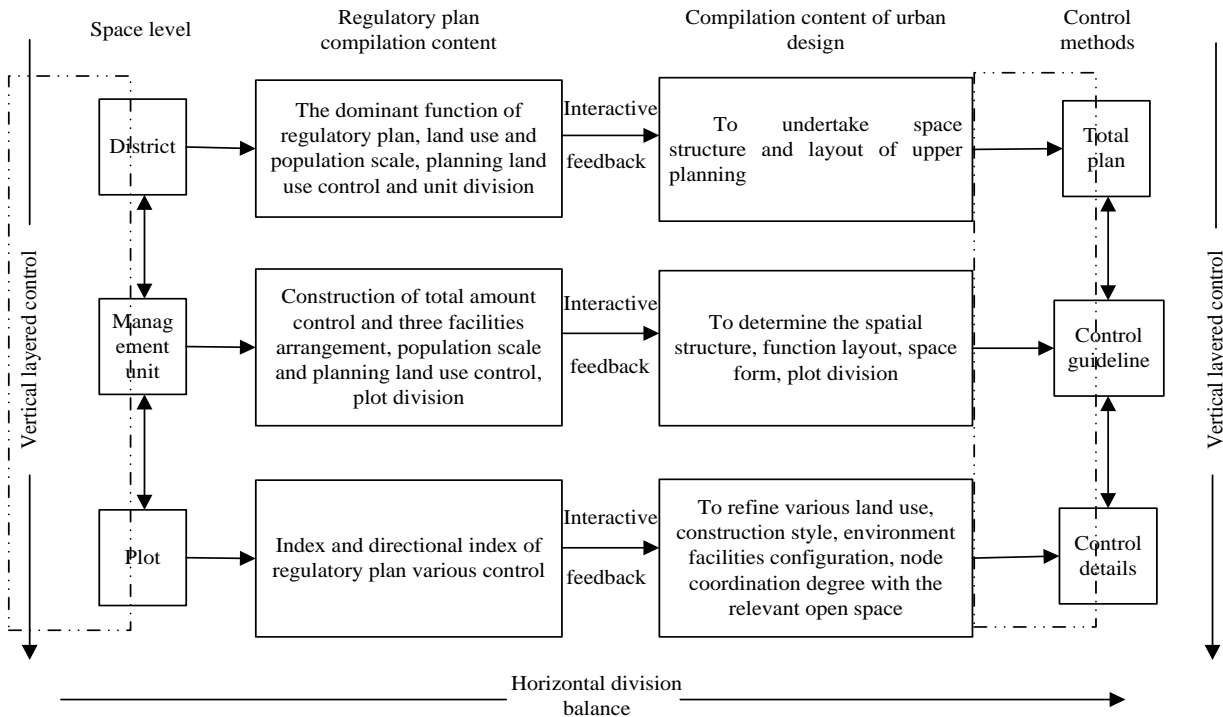 Space level
Regulatory plan
compilation content
Compilation content of urban
design
Control
methods
District
The dominant function of
regulatory plan, land use and
population scale, planning land
use control and unit division
Interactive
feedback
To undertake space
structure and layout of upper
planning
Total
plan
Vertical layered control
Manag
ement
unit
Construction of total amount
control and three facilities
arrangement, population scale
and planning land use control,
plot division
Interactive
feedback
To determine the spatial
structure, function layout, space
form, plot division
Control
guideline
Vertical layered control
Plot
Index and directional index of
regulatory plan various control
Interactive
feedback
To refine various land use,
construction style, environment
facilities configuration, node
coordination degree with the
relevant open space
Control
details
Horizontal division
balance